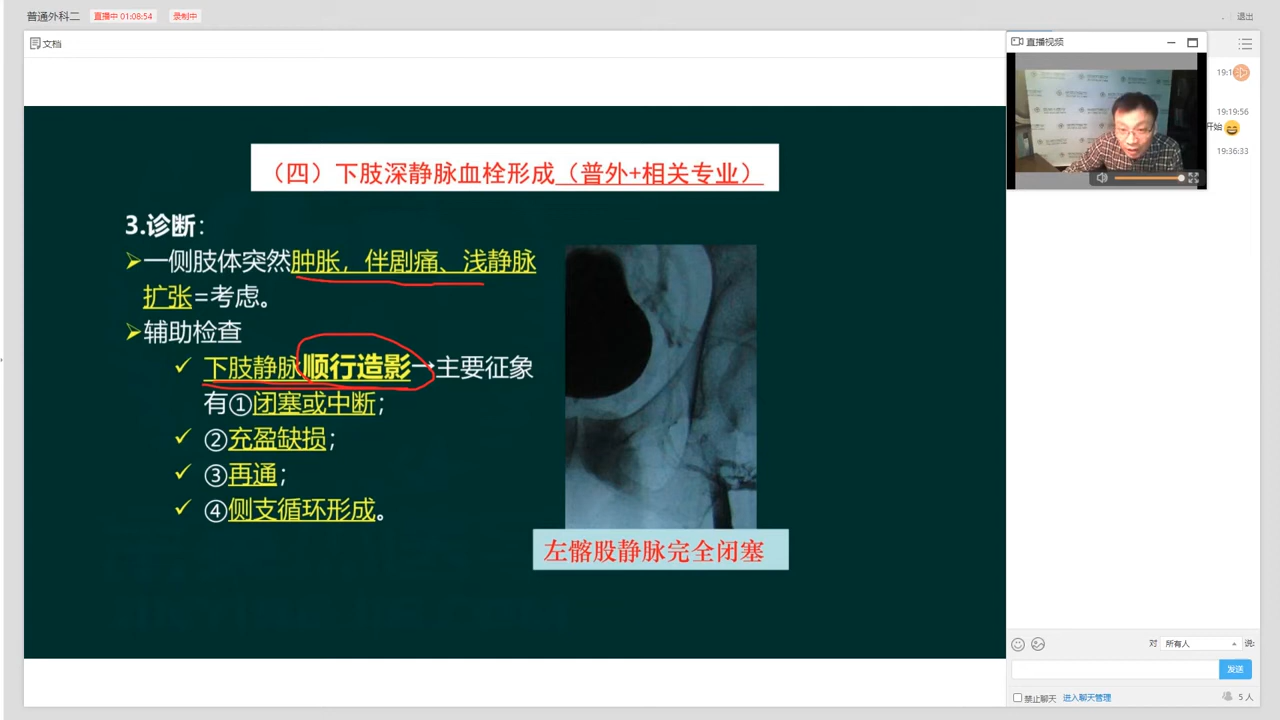 普通外科二
直播中 01:08:54
录制中
退出
文档
直播视频
19:1
19:19:56
开始
19:36:33
（四）下肢深静脉血栓形成（普外+相关专业）
3.诊断：
➢一侧肢体突然肿胀，伴剧痛、浅静脉
扩张=考虑。
➢辅助检查
✓ 下肢静脉顺行造影→主要征象
有①闭塞或中断；
✓ ②充盈缺损；
✓ ③再通；
✓ ④侧支循环形成。
左髂股静脉完全闭塞
对 所有人 说:
发送
禁止聊天 进入聊天管理
5 人